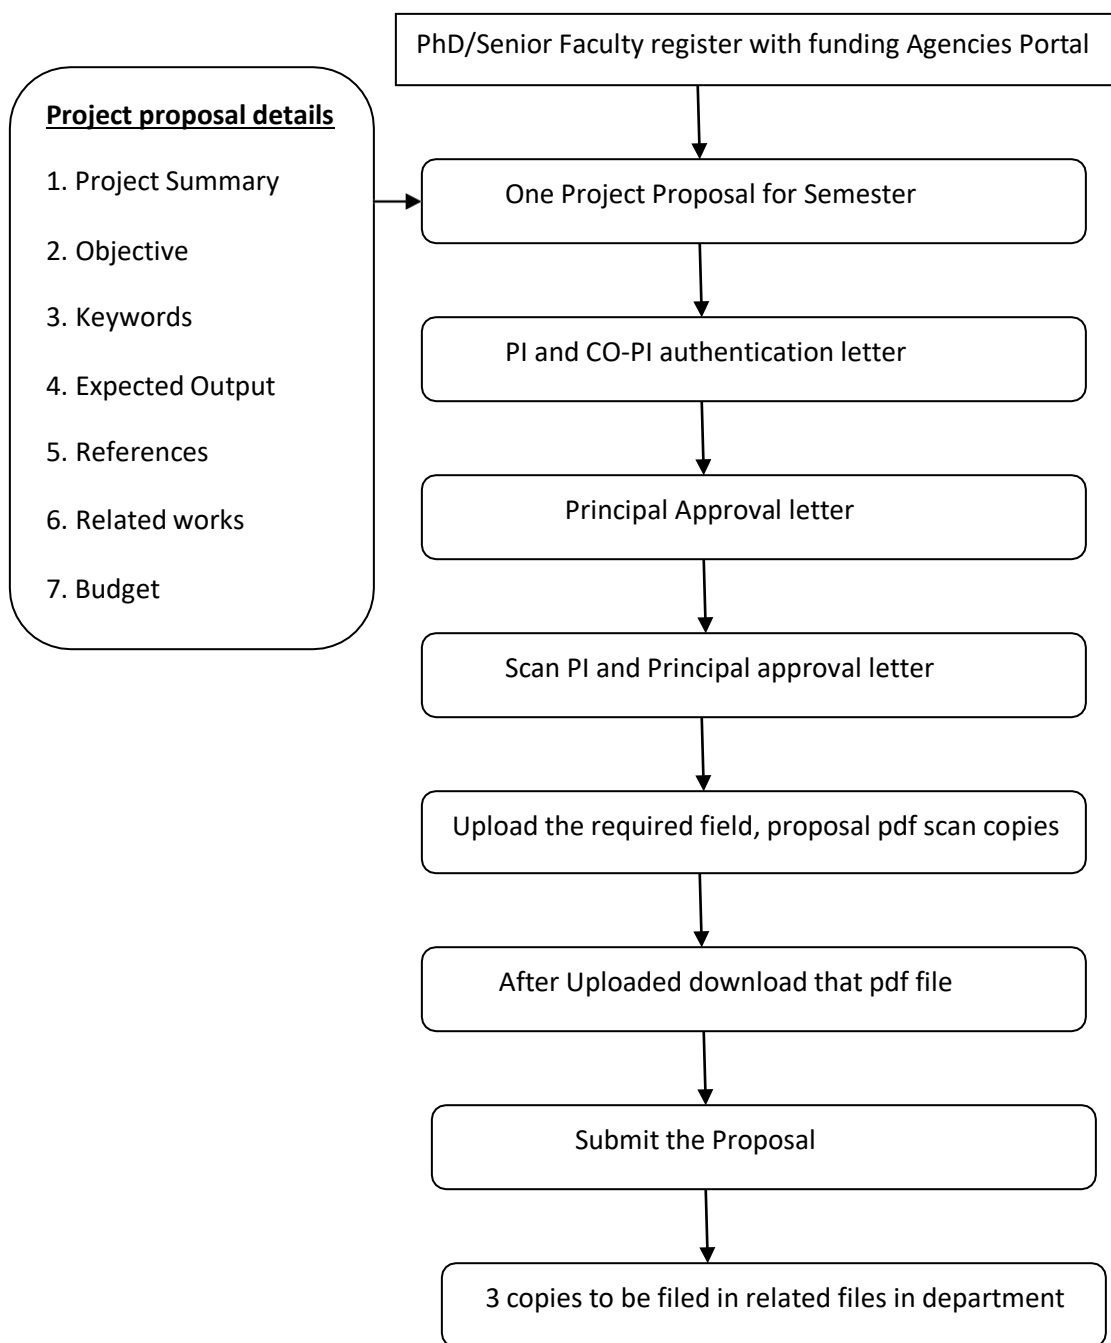 PhD/Senior Faculty register with funding Agencies Portal
Project proposal details
1. Project Summary
2. Objective
3. Keywords
4. Expected Output
5. References
6. Related works
7. Budget
One Project Proposal for Semester
PI and CO-PI authentication letter
Principal Approval letter
Scan PI and Principal approval letter
Upload the required field, proposal pdf scan copies
After Uploaded download that pdf file
Submit the Proposal
3 copies to be filed in related files in department